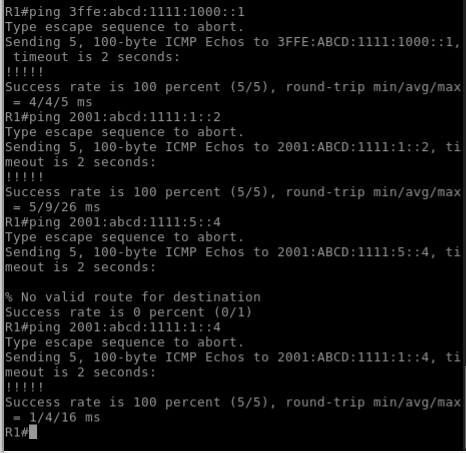 R1#ping 3ffe:abcd:1111:1000::1
Type escape sequence to abort.
Sending 5, 100-byte ICMP Echos to 3FFE:ABCD:1111:1000::1,
 timeout is 2 seconds:
!!!!!
Success rate is 100 percent (5/5), round-trip min/avg/max
 = 4/4/5 ms
R1#ping 2001:abcd:1111:1::2
Type escape sequence to abort.
Sending 5, 100-byte ICMP Echos to 2001:ABCD:1111:1::2, ti
meout is 2 seconds:
!!!!!
Success rate is 100 percent (5/5), round-trip min/avg/max
 = 5/9/26 ms
R1#ping 2001:abcd:1111:5::4
Type escape sequence to abort.
Sending 5, 100-byte ICMP Echos to 2001:ABCD:1111:5::4, ti
meout is 2 seconds:

% No valid route for destination
Success rate is 0 percent (0/1)
R1#ping 2001:abcd:1111:1::4
Type escape sequence to abort.
Sending 5, 100-byte ICMP Echos to 2001:ABCD:1111:1::4, ti
meout is 2 seconds:
!!!!!
Success rate is 100 percent (5/5), round-trip min/avg/max
 = 1/4/16 ms
R1#